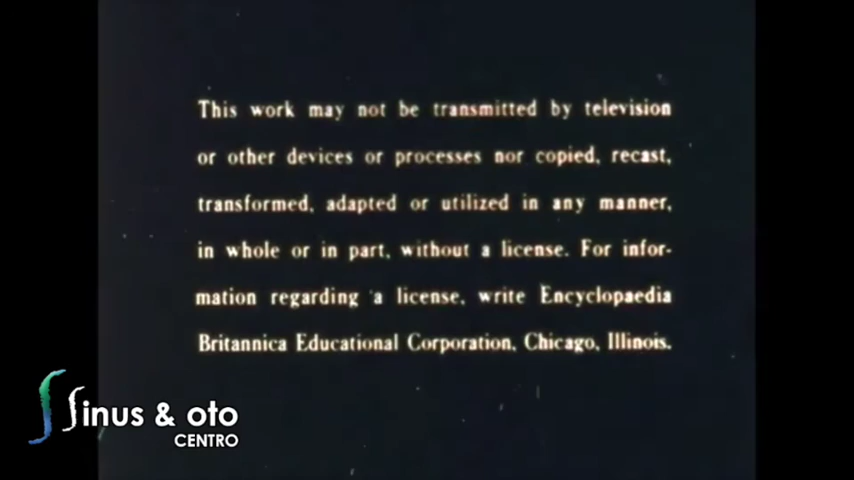 This work may not be transmitted by television
or other devices or processes nor copied, recast,
transformed, adapted or utilized in any manner,
in whole or in part, without a license. For infor-
mation regarding a license, write Encyclopaedia
Britannica Educational Corporation, Chicago, Illinois.
Sinus & oto
CENTRO